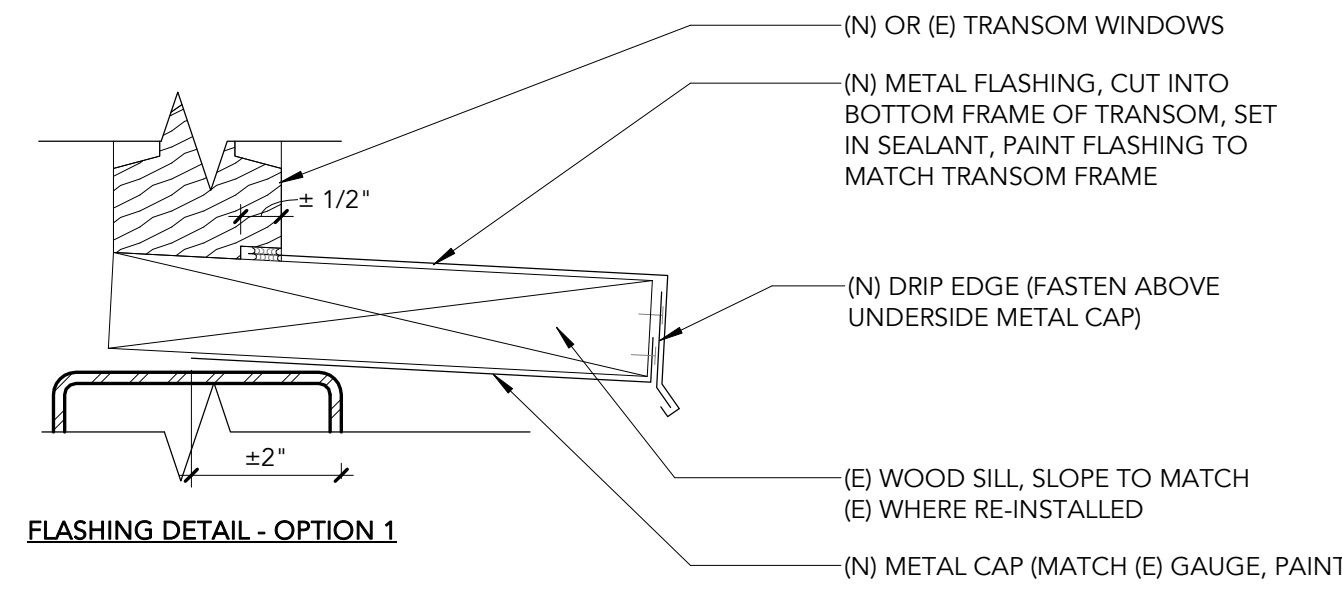 (N) OR (E) TRANSOM WINDOWS
(N) METAL FLASHING, CUT INTO
BOTTOM FRAME OF TRANSOM, SET
IN SEALANT, PAINT FLASHING TO
MATCH TRANSOM FRAME
± 1/2"
(N) DRIP EDGE (FASTEN ABOVE
UNDERSIDE METAL CAP)
±2"
(E) WOOD SILL, SLOPE TO MATCH
(E) WHERE RE-INSTALLED
FLASHING DETAIL - OPTION 1
(N) METAL CAP (MATCH (E) GAUGE, PAINT